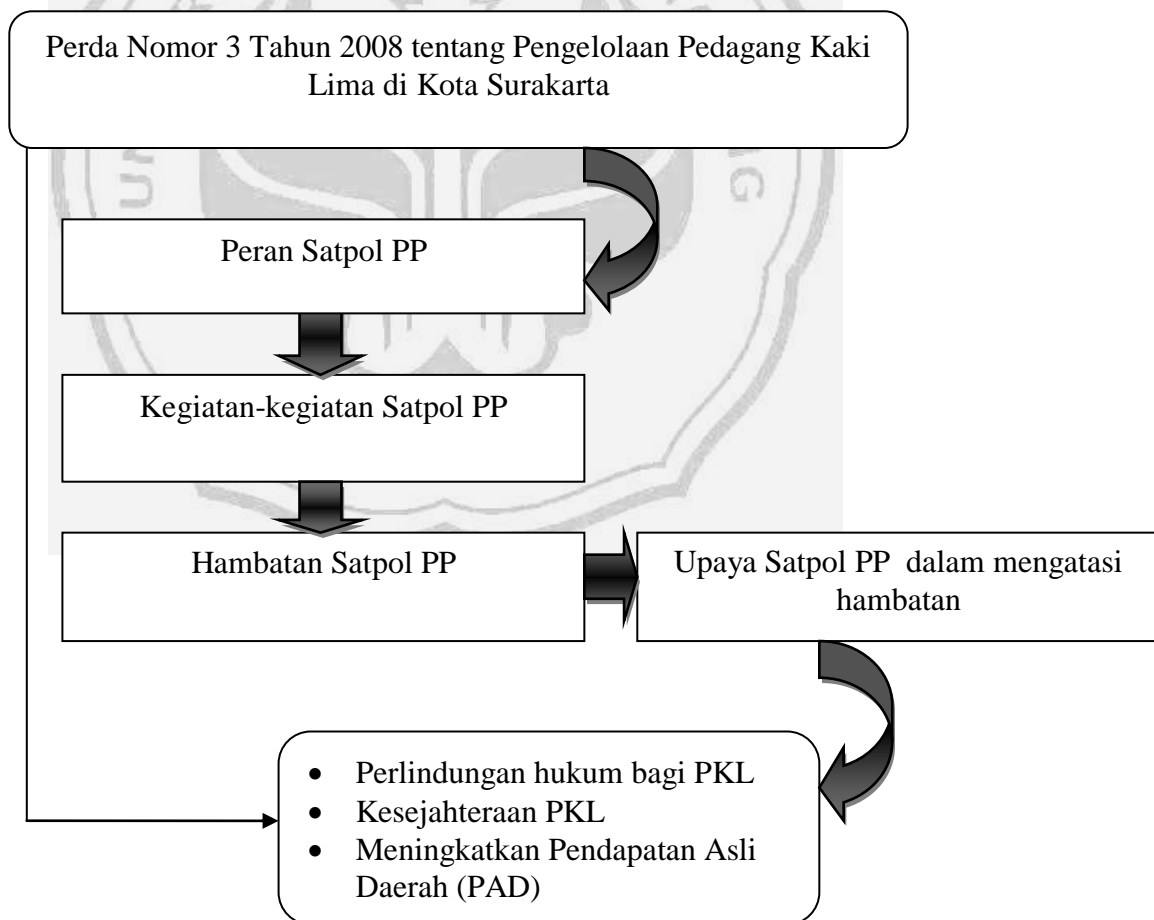 Perda Nomor 3 Tahun 2008 tentang Pengelolaan Pedagang Kaki
Lima di Kota Surakarta
Peran Satpol PP
Kegiatan-kegiatan Satpol PP
Hambatan Satpol PP
Upaya Satpol PP dalam mengatasi
hambatan
• Perlindungan hukum bagi PKL
• Kesejahteraan PKL
• Meningkatkan Pendapatan Asli
Daerah (PAD)